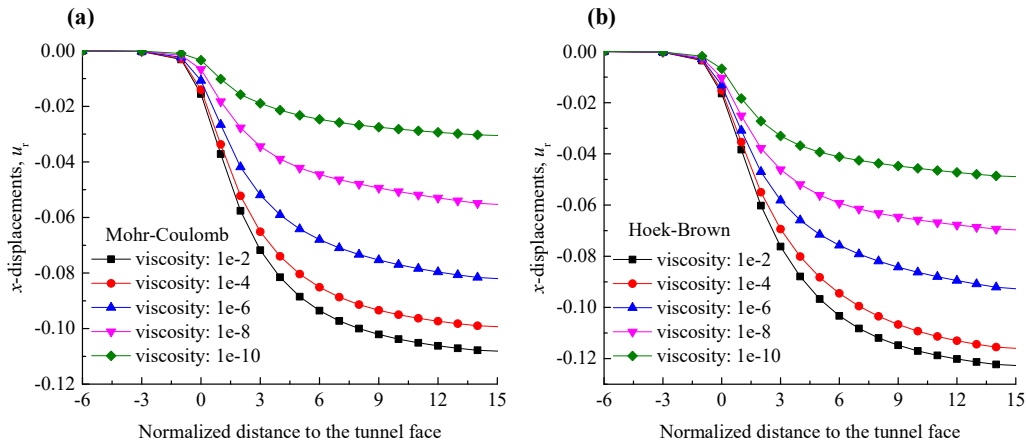 (a)
x-displacements, uᵣ
0.00
-0.02
-0.04
-0.06
-0.08
-0.10
-0.12
Mohr-Coulomb
viscosity: 1e-2
viscosity: 1e-4
viscosity: 1e-6
viscosity: 1e-8
viscosity: 1e-10
-6 -3 0 3 6 9 12 15
Normalized distance to the tunnel face
(b)
x-displacements, uᵣ
0.00
-0.02
-0.04
-0.06
-0.08
-0.10
-0.12
Hoek-Brown
viscosity: 1e-2
viscosity: 1e-4
viscosity: 1e-6
viscosity: 1e-8
viscosity: 1e-10
-6 -3 0 3 6 9 12 15
Normalized distance to the tunnel face